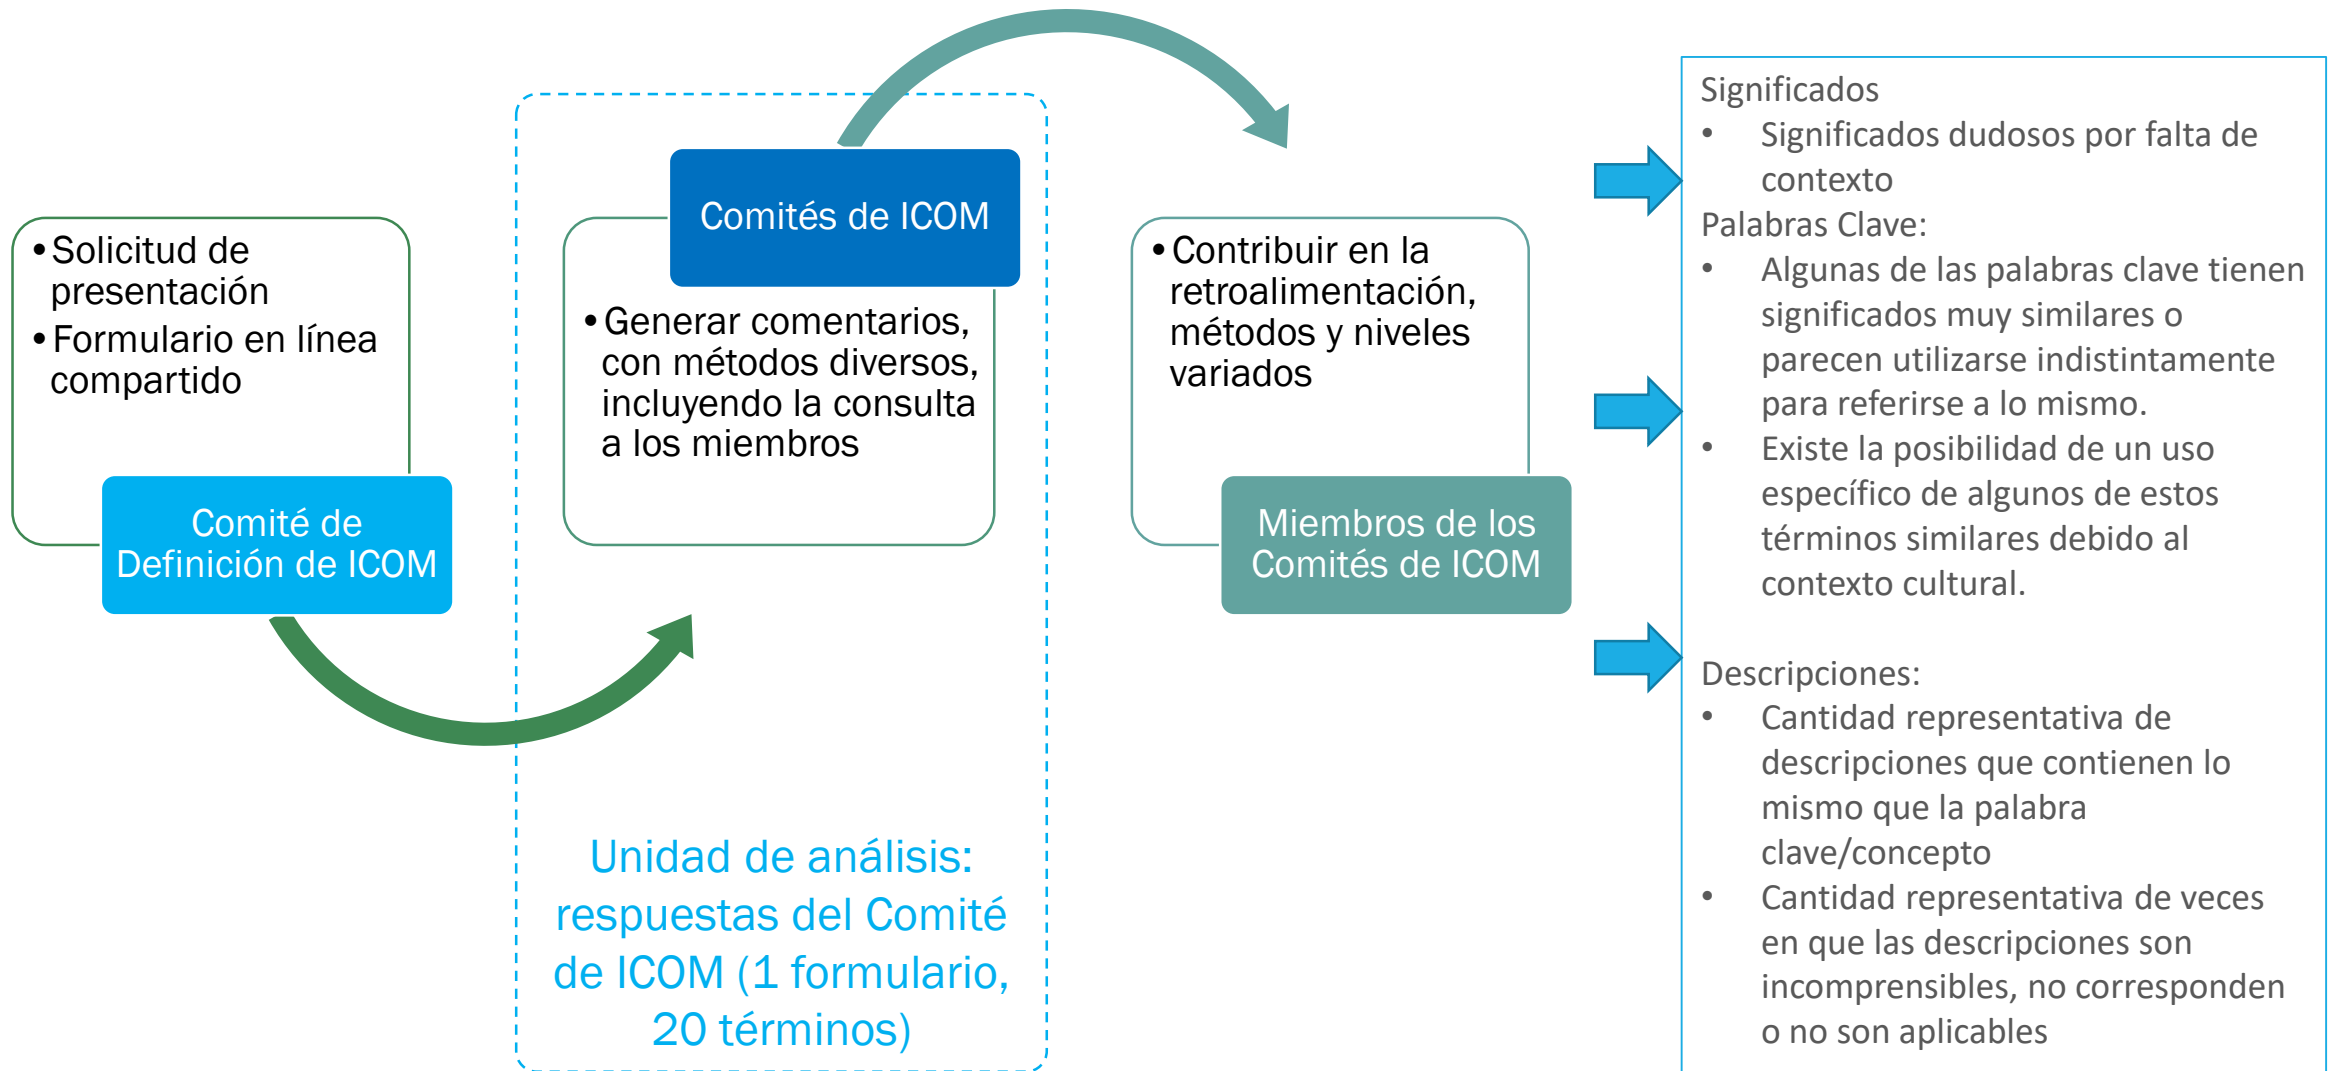 •Solicitud de
presentación
•Formulario en línea
compartido
Comité de
Definición de ICOM
Comités de ICOM
•Generar comentarios,
con métodos diversos,
incluyendo la consulta
a los miembros
Unidad de análisis:
respuestas del Comité
de ICOM (1 formulario,
20 términos)
•Contribuir en la
retroalimentación,
métodos y niveles
variados
Miembros de los
Comités de ICOM
Significados
• Significados dudosos por falta de
contexto
Palabras Clave:
• Algunas de las palabras clave tienen
significados muy similares o
parecen utilizarse indistintamente
para referirse a lo mismo.
• Existe la posibilidad de un uso
específico de algunos de estos
términos similares debido al
contexto cultural.
Descripciones:
• Cantidad representativa de
descripciones que contienen lo
mismo que la palabra
clave/concepto
• Cantidad representativa de veces
en que las descripciones son
incomprensibles, no corresponden
o no son aplicables